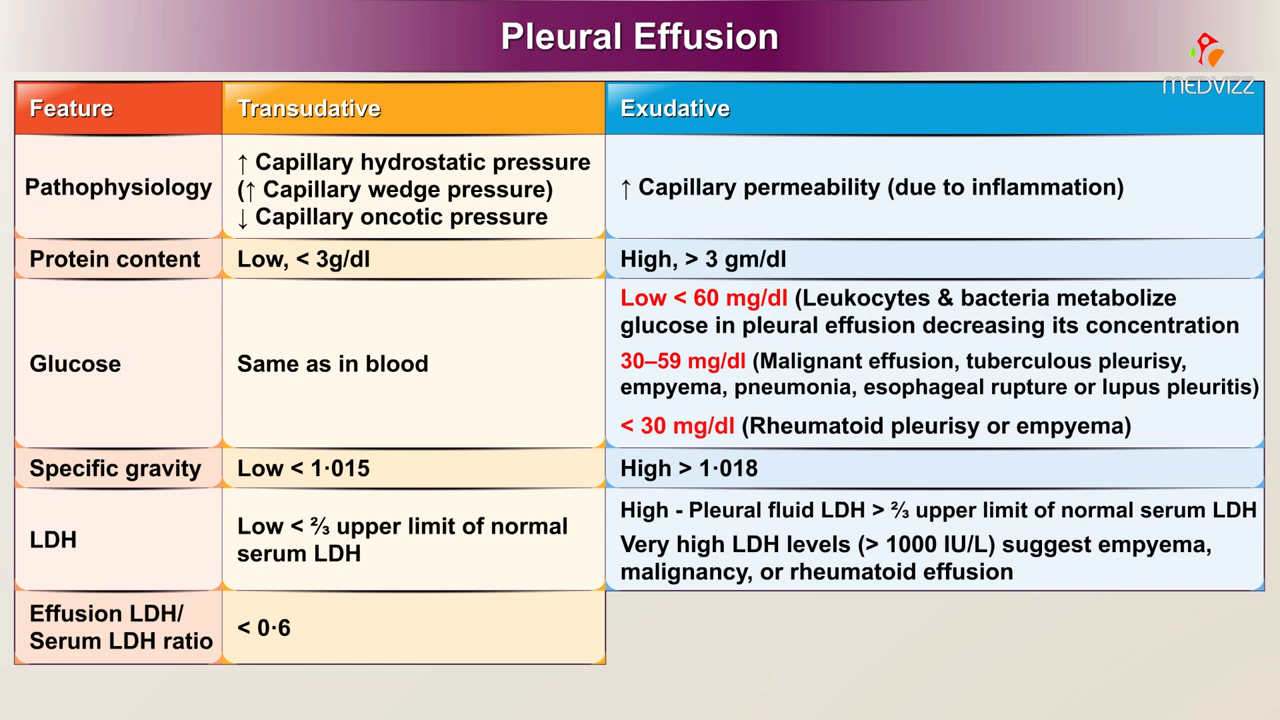 Pleural Effusion
MEDVIZZ
Feature
Transudative
Exudative
Pathophysiology
↑ Capillary hydrostatic pressure
(↑ Capillary wedge pressure)
↓ Capillary oncotic pressure
↑ Capillary permeability (due to inflammation)
Protein content
Low, < 3g/dl
High, > 3 gm/dl
Glucose
Same as in blood
Low < 60 mg/dl (Leukocytes & bacteria metabolize
glucose in pleural effusion decreasing its concentration
30–59 mg/dl (Malignant effusion, tuberculous pleurisy,
empyema, pneumonia, esophageal rupture or lupus pleuritis)
< 30 mg/dl (Rheumatoid pleurisy or empyema)
Specific gravity
Low < 1·015
High > 1·018
LDH
Low < ⅔ upper limit of normal
serum LDH
High - Pleural fluid LDH > ⅔ upper limit of normal serum LDH
Very high LDH levels (> 1000 IU/L) suggest empyema,
malignancy, or rheumatoid effusion
Effusion LDH/
Serum LDH ratio
< 0·6